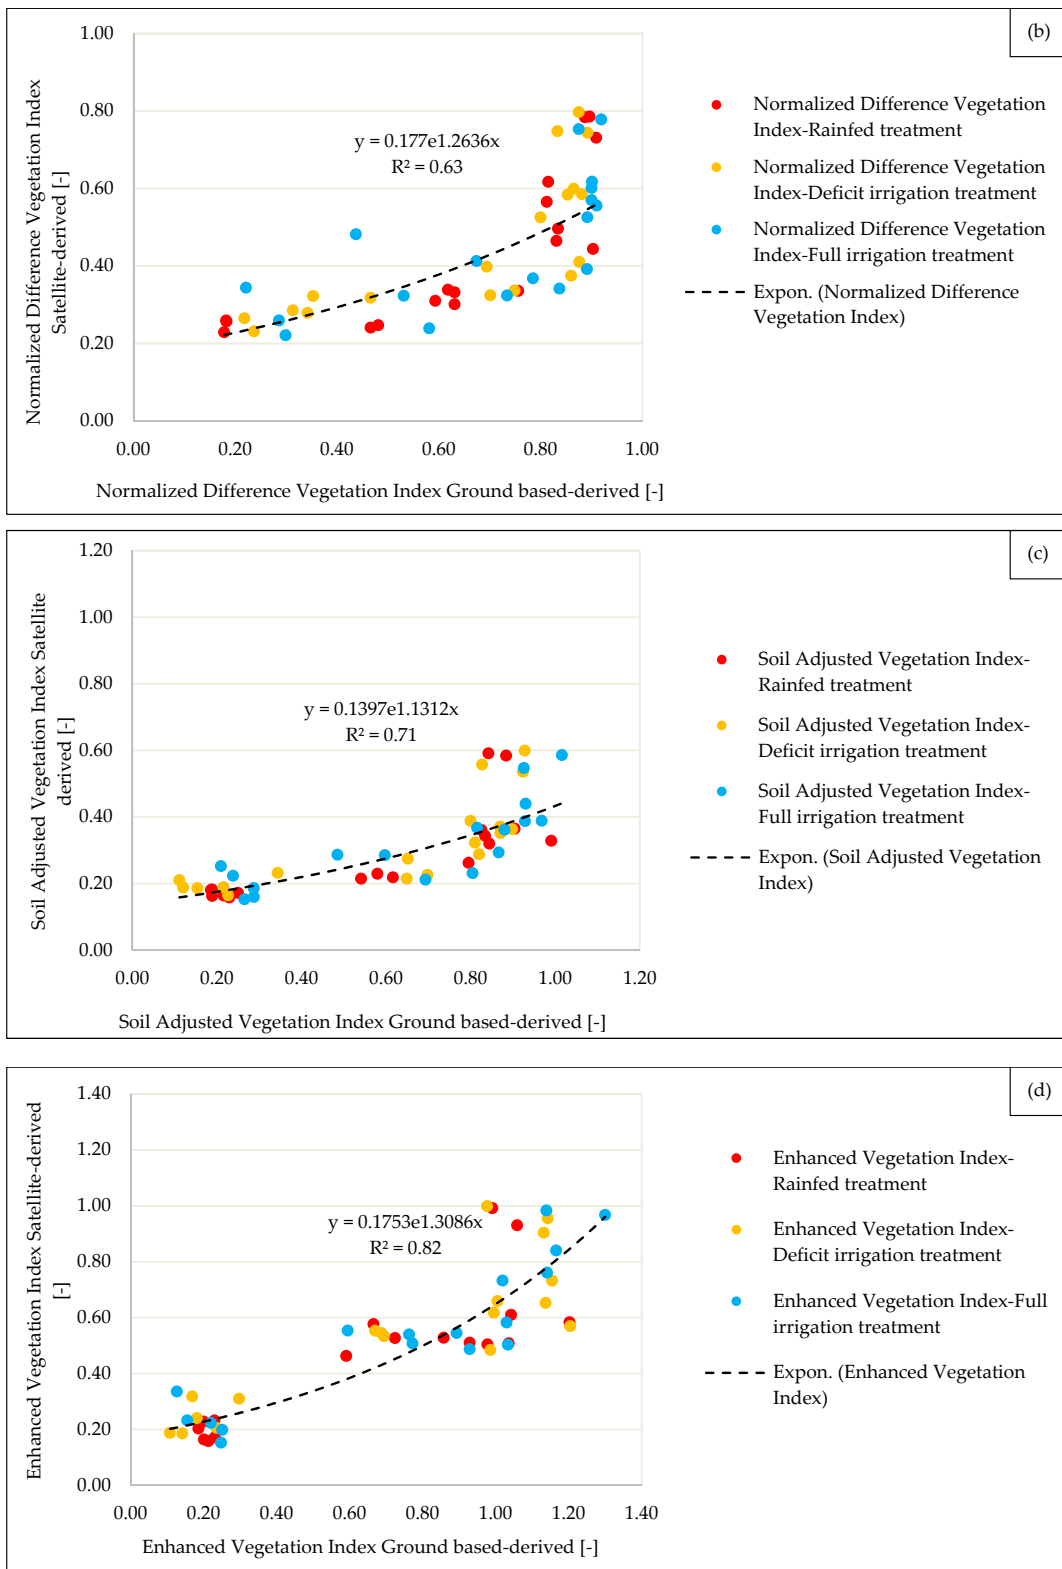 (b)
1.00
0.80
0.60
0.40
0.20
0.00
0.00 0.20 0.40 0.60 0.80 1.00
Normalized Difference Vegetation Index
Satellite-derived [-]
Normalized Difference Vegetation Index Ground based-derived [-]
y = 0.177e1.2636x
R² = 0.63
Normalized Difference Vegetation
Index-Rainfed treatment
Normalized Difference Vegetation
Index-Deficit irrigation treatment
Normalized Difference Vegetation
Index-Full irrigation treatment
Expon. (Normalized Difference
Vegetation Index)
(c)
1.20
1.00
0.80
0.60
0.40
0.20
0.00
0.00 0.20 0.40 0.60 0.80 1.00 1.20
Soil Adjusted Vegetation Index Satellite
derived [-]
Soil Adjusted Vegetation Index Ground based-derived [-]
y = 0.1397e1.1312x
R² = 0.71
Soil Adjusted Vegetation Index-
Rainfed treatment
Soil Adjusted Vegetation Index-
Deficit irrigation treatment
Soil Adjusted Vegetation Index-
Full irrigation treatment
Expon. (Soil Adjusted Vegetation
Index)
(d)
1.40
1.20
1.00
0.80
0.60
0.40
0.20
0.00
0.00 0.20 0.40 0.60 0.80 1.00 1.20 1.40
Enhanced Vegetation Index Satellite-derived
[-]
Enhanced Vegetation Index Ground based-derived [-]
y = 0.1753e1.3086x
R² = 0.82
Enhanced Vegetation Index-
Rainfed treatment
Enhanced Vegetation Index-
Deficit irrigation treatment
Enhanced Vegetation Index-Full
irrigation treatment
Expon. (Enhanced Vegetation
Index)